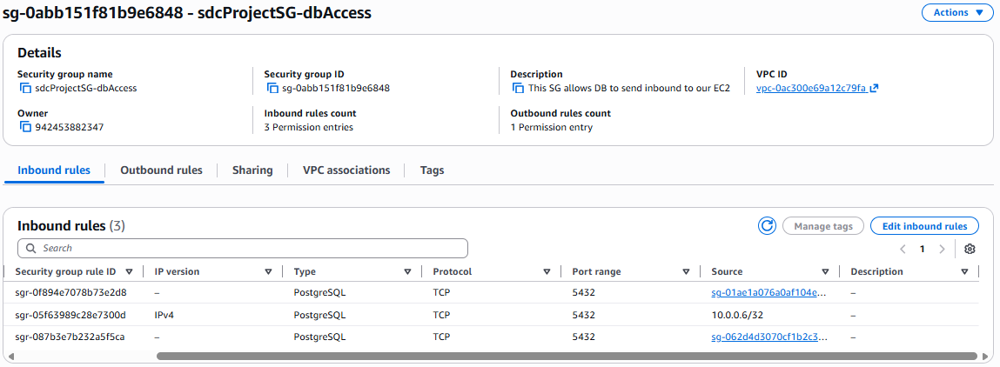 sg-0abb151f81b9e6848 - sdcProjectSG-dbAccess
Actions
Details
Security group name
sdcProjectSG-dbAccess
Security group ID
sg-0abb151f81b9e6848
Description
This SG allows DB to send inbound to our EC2
VPC ID
vpc-0ac300e69a12c79fa
Owner
942453882347
Inbound rules count
3 Permission entries
Outbound rules count
1 Permission entry
Inbound rules
Outbound rules
Sharing
VPC associations
Tags
Inbound rules (3)
Manage tags
Edit inbound rules
Search
1
Security group rule ID IP version Type Protocol Port range Source Description
sgr-0f894e7078b73e2d8 – PostgreSQL TCP 5432 sg-01ae1a076a0af104e... –
sgr-05f63989c28e7300d IPv4 PostgreSQL TCP 5432 10.0.0.6/32 –
sgr-087b3e7b232a5f5ca – PostgreSQL TCP 5432 sg-062d4d3070cf1b2c3... –